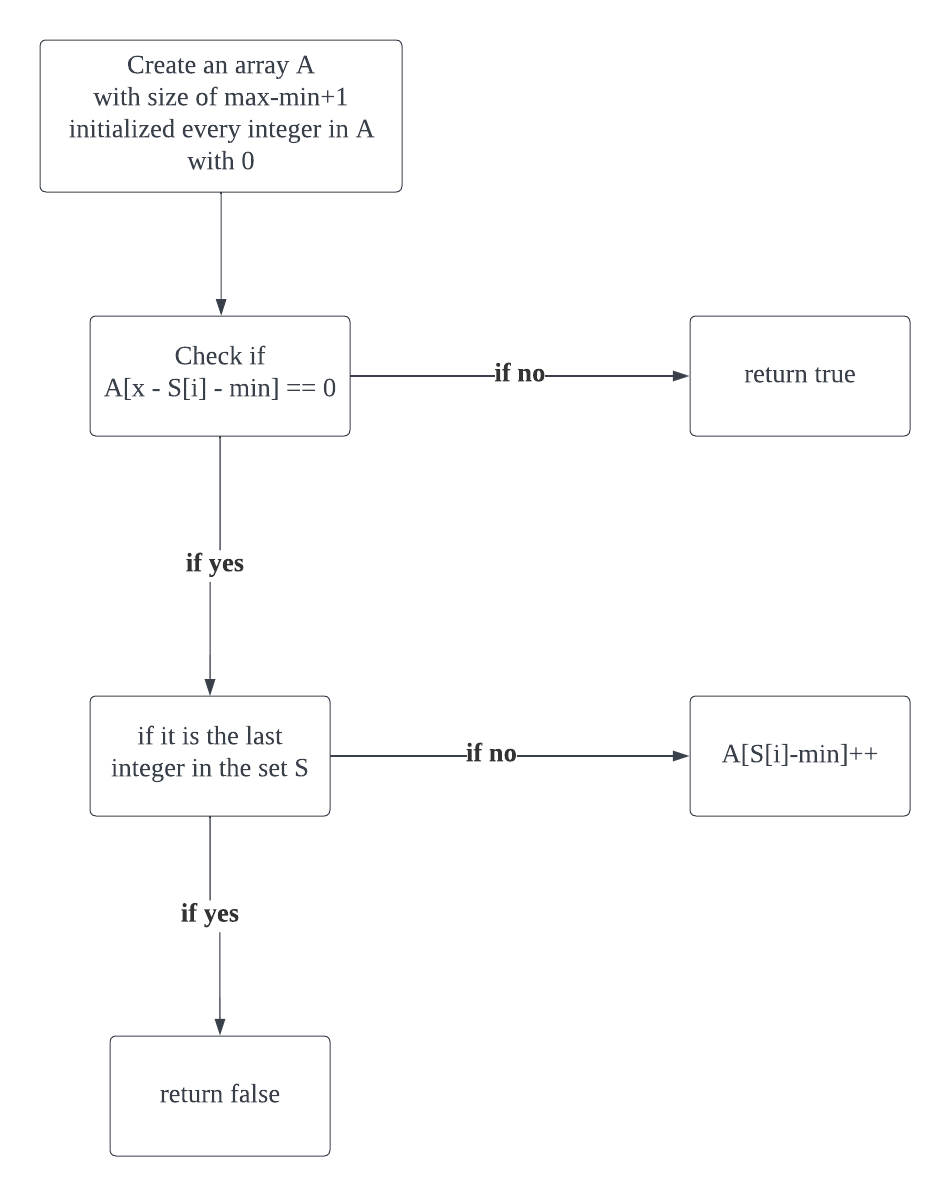 Create an array A
with size of max-min+1
initialized every integer in A
with 0
Check if
A[x - S[i] - min] == 0
if no
return true
if yes
if it is the last
integer in the set S
if no
A[S[i]-min]++
if yes
return false